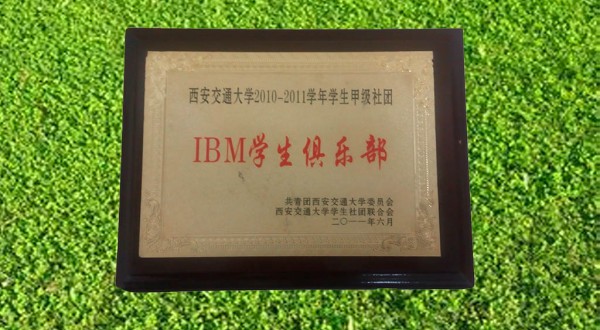 西安交通大学2010-2011学年学生甲级社团
IBM学生俱乐部
共青团西安交通大学委员会
西安交通大学学生社团联合会
二〇一一年六月